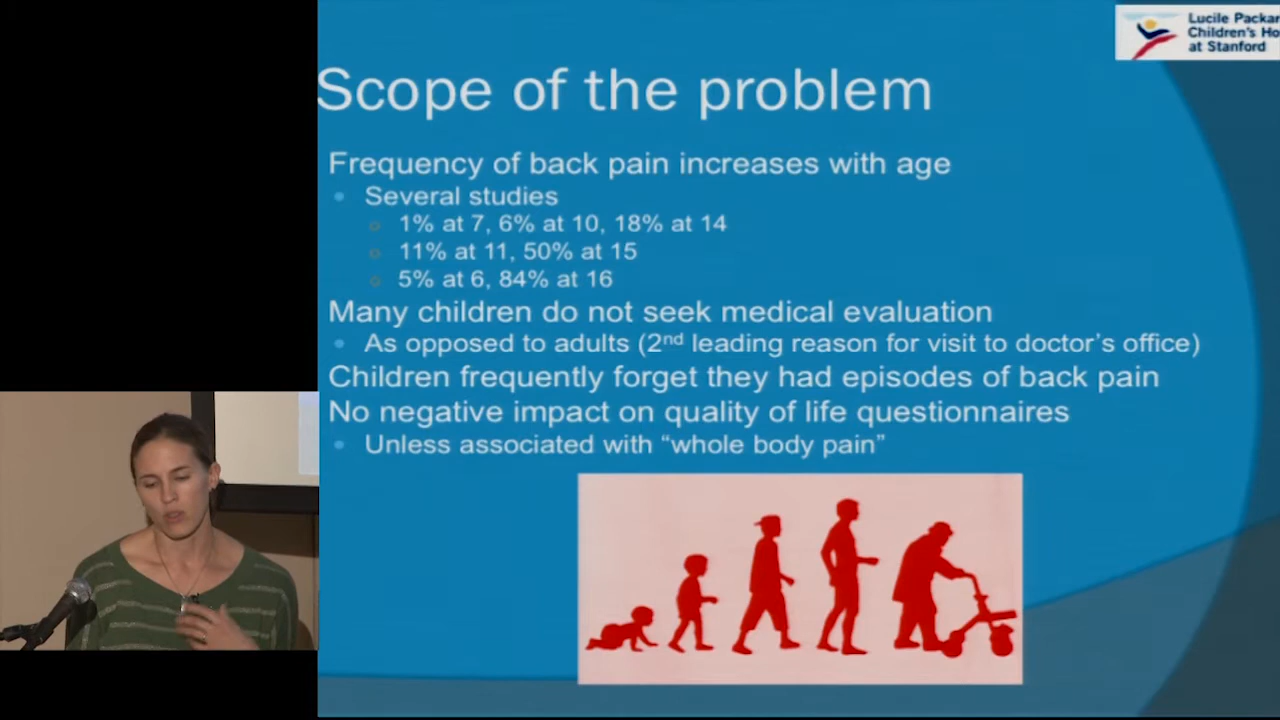 Lucile Packar
Children's Ho
at Stanford
Scope of the problem
Frequency of back pain increases with age
Several studies
1% at 7, 6% at 10, 18% at 14
11% at 11, 50% at 15
5% at 6, 84% at 16
Many children do not seek medical evaluation
As opposed to adults (2nd leading reason for visit to doctor's office)
Children frequently forget they had episodes of back pain
No negative impact on quality of life questionnaires
Unless associated with “whole body pain”